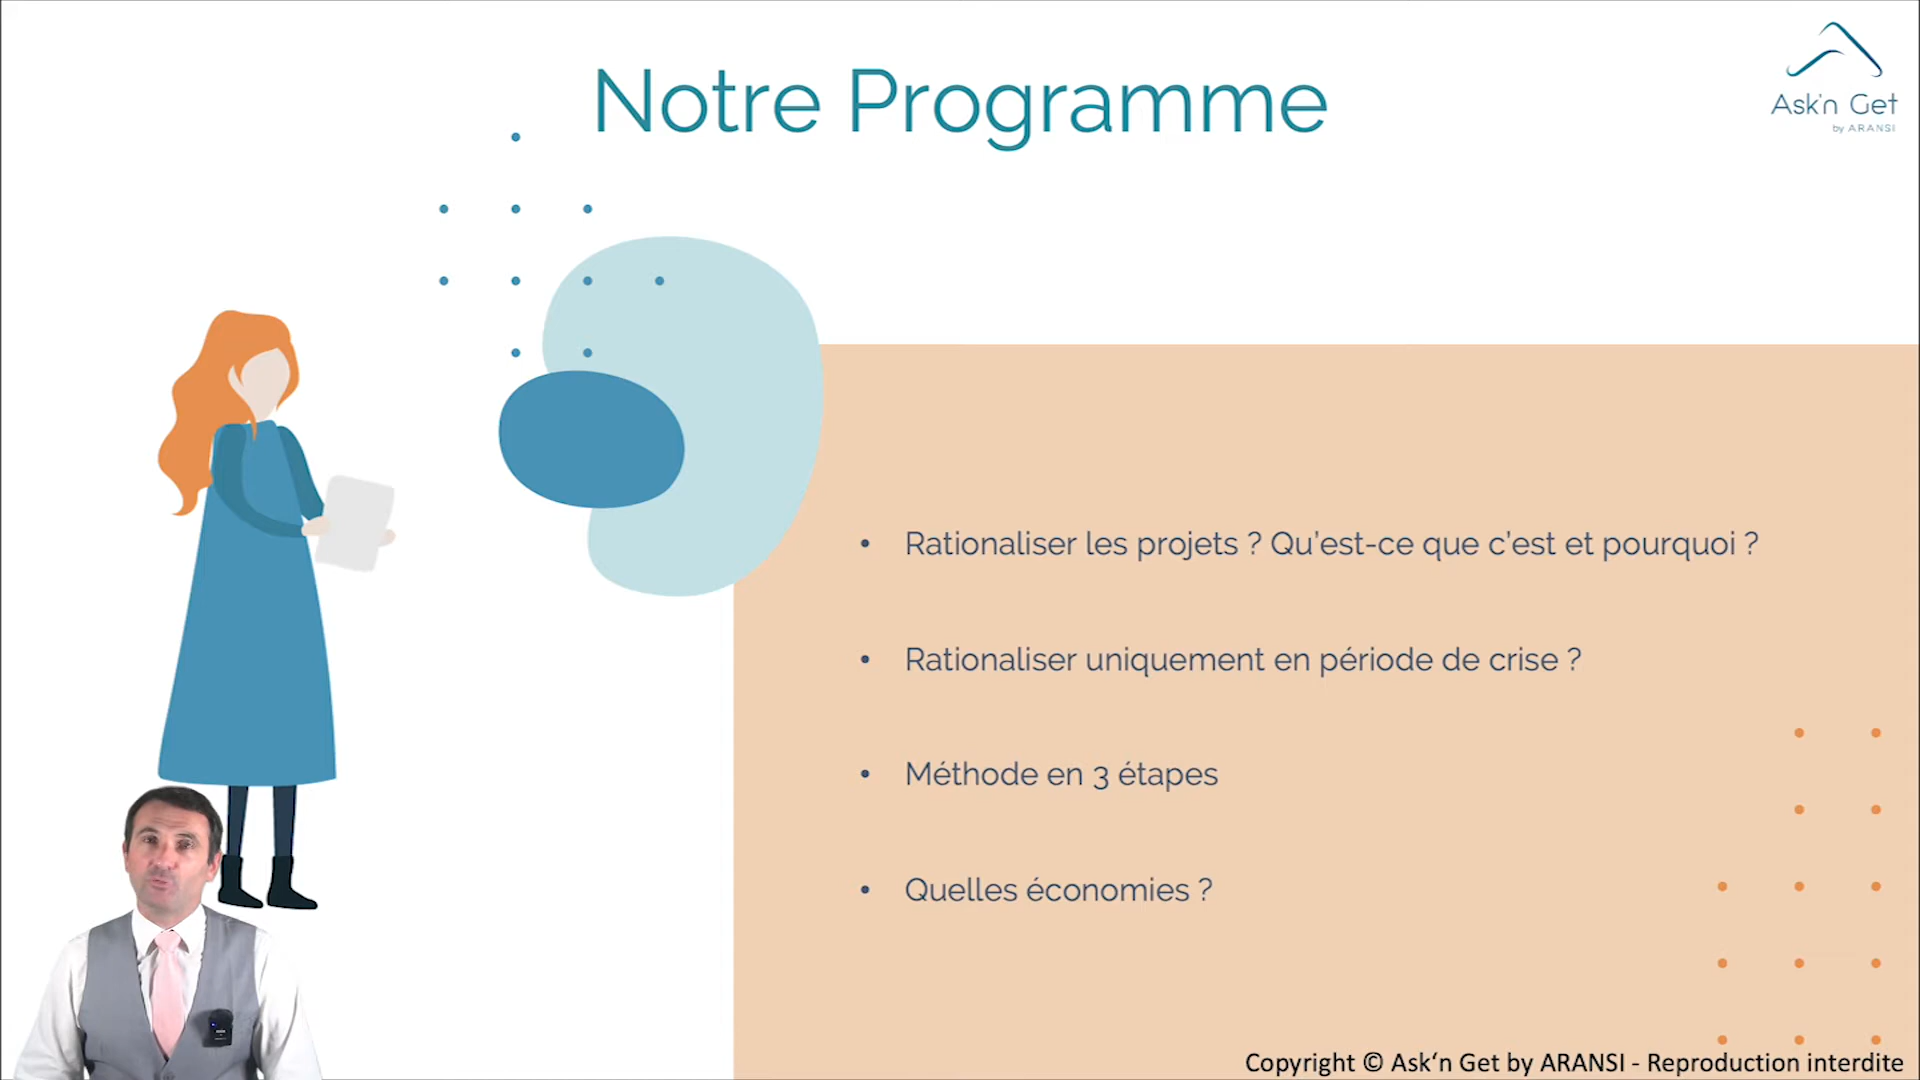 Notre Programme
Ask'n Get
by ARANSI
• Rationaliser les projets ? Qu'est-ce que c'est et pourquoi ?
• Rationaliser uniquement en période de crise ?
• Méthode en 3 étapes
• Quelles économies ?
Copyright © Ask‘n Get by ARANSI - Reproduction interdite